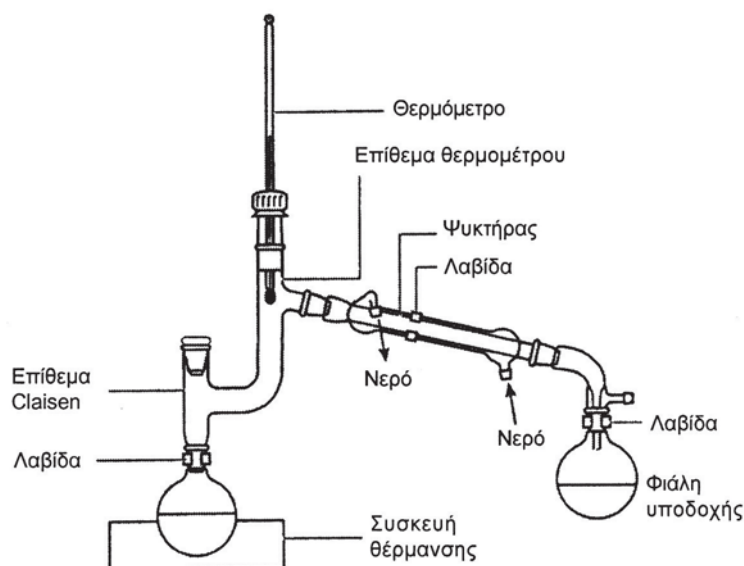 Θερμόμετρο
Επίθεμα θερμομέτρου
Ψυκτήρας
Λαβίδα
Νερό
Νερό
Επίθεμα
Claisen
Λαβίδα
Λαβίδα
Φιάλη
υποδοχής
Συσκευή
θέρμανσης